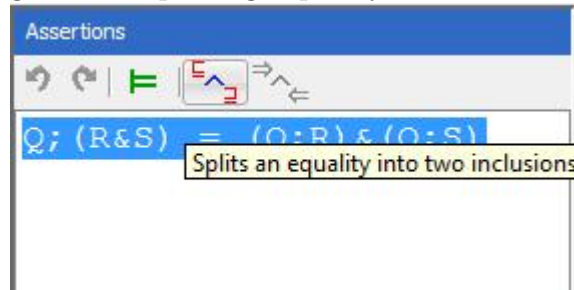 Assertions
Q;(R&S) = (Q;R)&(Q;S)
Splits an equality into two inclusions